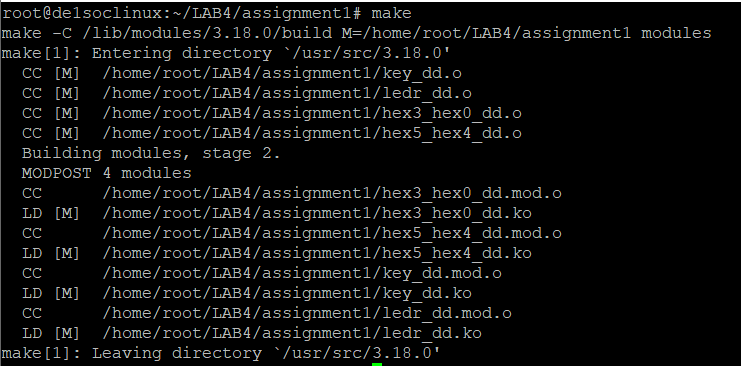 root@de1soclinux:~/LAB4/assignment1# make
make -C /lib/modules/3.18.0/build M=/home/root/LAB4/assignment1 modules
make[1]: Entering directory `/usr/src/3.18.0'
  CC [M]  /home/root/LAB4/assignment1/key_dd.o
  CC [M]  /home/root/LAB4/assignment1/ledr_dd.o
  CC [M]  /home/root/LAB4/assignment1/hex3_hex0_dd.o
  CC [M]  /home/root/LAB4/assignment1/hex5_hex4_dd.o
  Building modules, stage 2.
  MODPOST 4 modules
  CC      /home/root/LAB4/assignment1/hex3_hex0_dd.mod.o
  LD [M]  /home/root/LAB4/assignment1/hex3_hex0_dd.ko
  CC      /home/root/LAB4/assignment1/hex5_hex4_dd.mod.o
  LD [M]  /home/root/LAB4/assignment1/hex5_hex4_dd.ko
  CC      /home/root/LAB4/assignment1/key_dd.mod.o
  LD [M]  /home/root/LAB4/assignment1/key_dd.ko
  CC      /home/root/LAB4/assignment1/ledr_dd.mod.o
  LD [M]  /home/root/LAB4/assignment1/ledr_dd.ko
make[1]: Leaving directory `/usr/src/3.18.0'